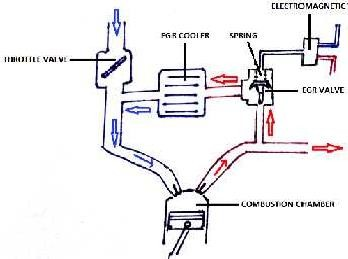 ELECTROMAGNETIC
EGR COOLER
SPRING
THROTTLE VALVE
EGR VALVE
COMBUSTION CHAMBER